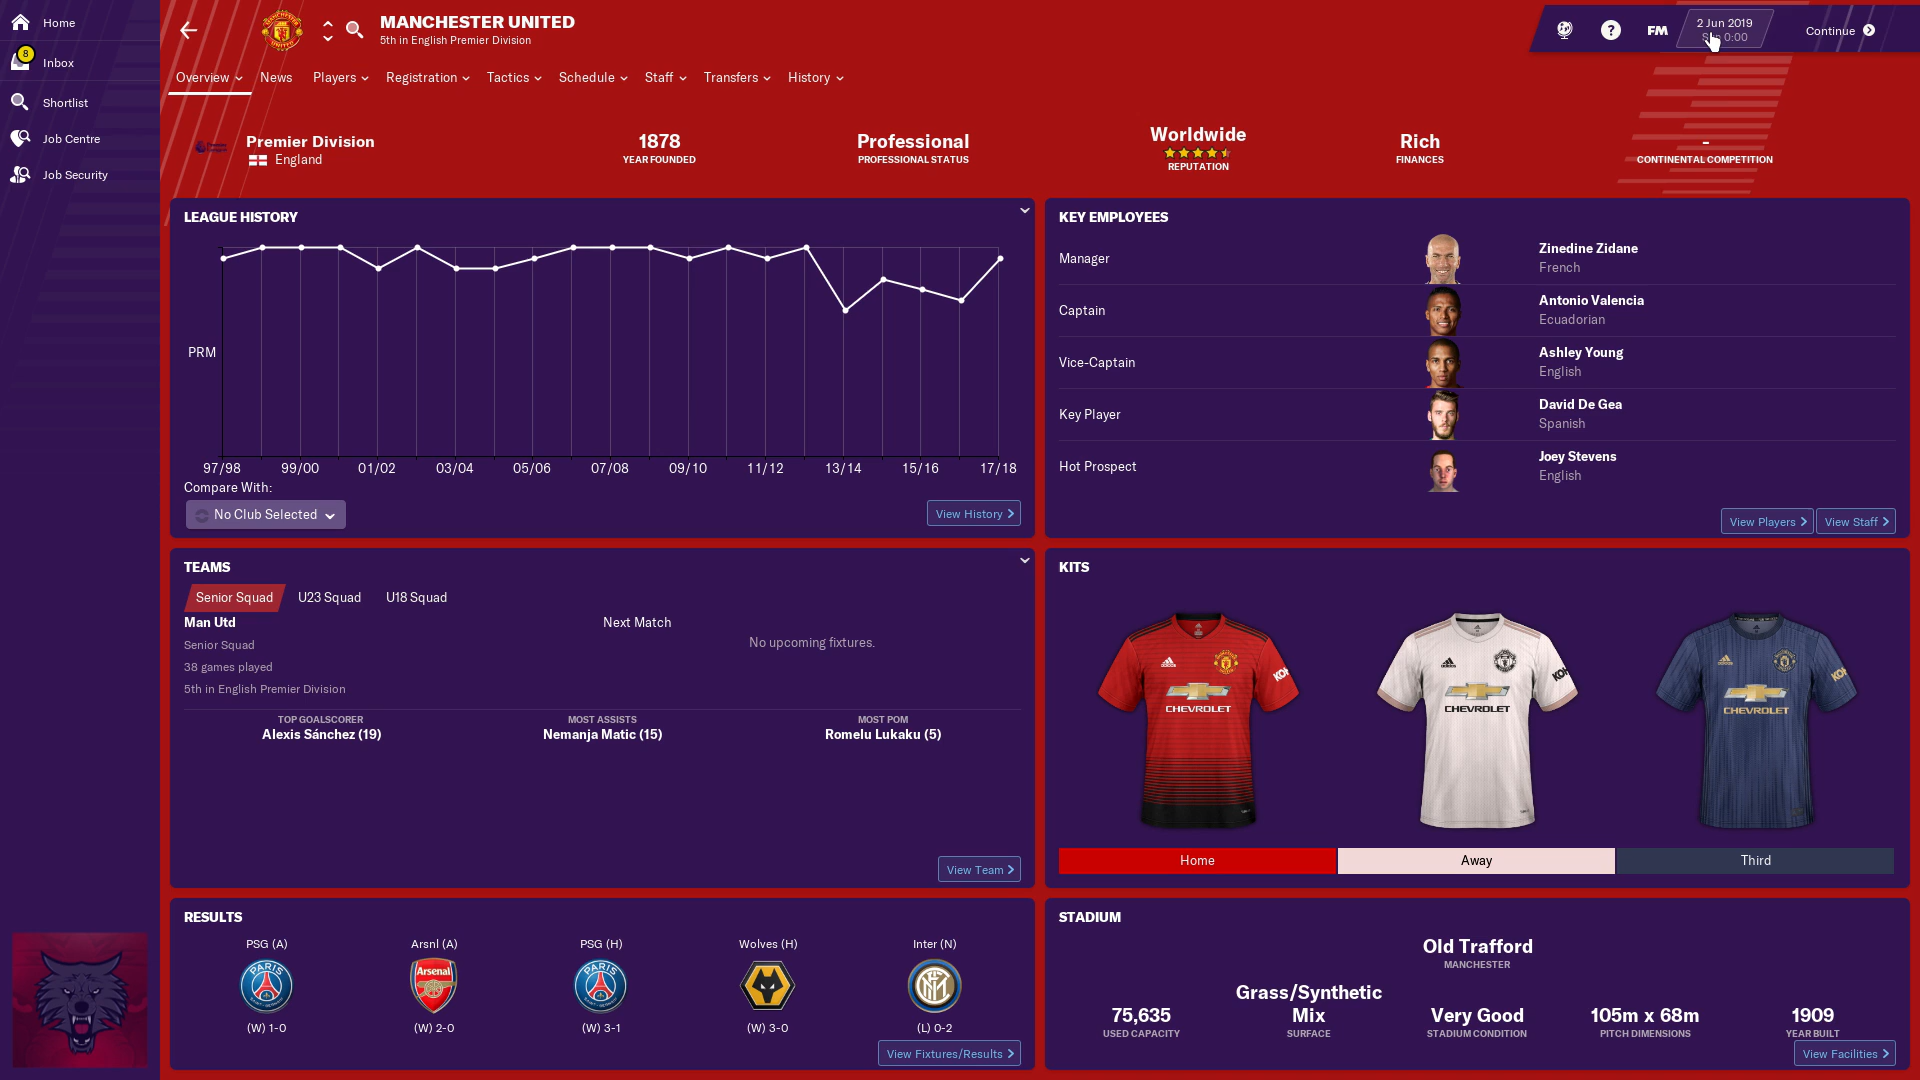 Home
8
Inbox
Shortlist
Job Centre
Job Security
MANCHESTER UNITED
5th in English Premier Division
? FM
2 Jun 2019
0:00
Continue
Overview News Players Registration Tactics Schedule Staff Transfers History
Premier Division
England
1878
YEAR FOUNDED
Professional
PROFESSIONAL STATUS
Worldwide
REPUTATION
Rich
FINANCES
-
CONTINENTAL COMPETITION
LEAGUE HISTORY
PRM
97/98 99/00 01/02 03/04 05/06 07/08 09/10 11/12 13/14 15/16 17/18
Compare With:
No Club Selected
View History
KEY EMPLOYEES
Manager
Zinedine Zidane
French
Captain
Antonio Valencia
Ecuadorian
Vice-Captain
Ashley Young
English
Key Player
David De Gea
Spanish
Hot Prospect
Joey Stevens
English
View Players View Staff
TEAMS
Senior Squad U23 Squad U18 Squad
Man Utd
Senior Squad
38 games played
5th in English Premier Division
Next Match
No upcoming fixtures.
TOP GOALSCORER
Alexis Sánchez (19)
MOST ASSISTS
Nemanja Matic (15)
MOST POM
Romelu Lukaku (5)
View Team
KITS
CHEVROLET
CHEVROLET
CHEVROLET
Home Away Third
RESULTS
PSG (A) Arsnl (A) PSG (H) Wolves (H) Inter (N)
PARIS
Arsenal
PARIS
(W) 1-0 (W) 2-0 (W) 3-1 (W) 3-0 (L) 0-2
View Fixtures/Results
STADIUM
Old Trafford
MANCHESTER
75,635
USED CAPACITY
Grass/Synthetic
Mix
SURFACE
Very Good
STADIUM CONDITION
105m x 68m
PITCH DIMENSIONS
1909
YEAR BUILT
View Facilities